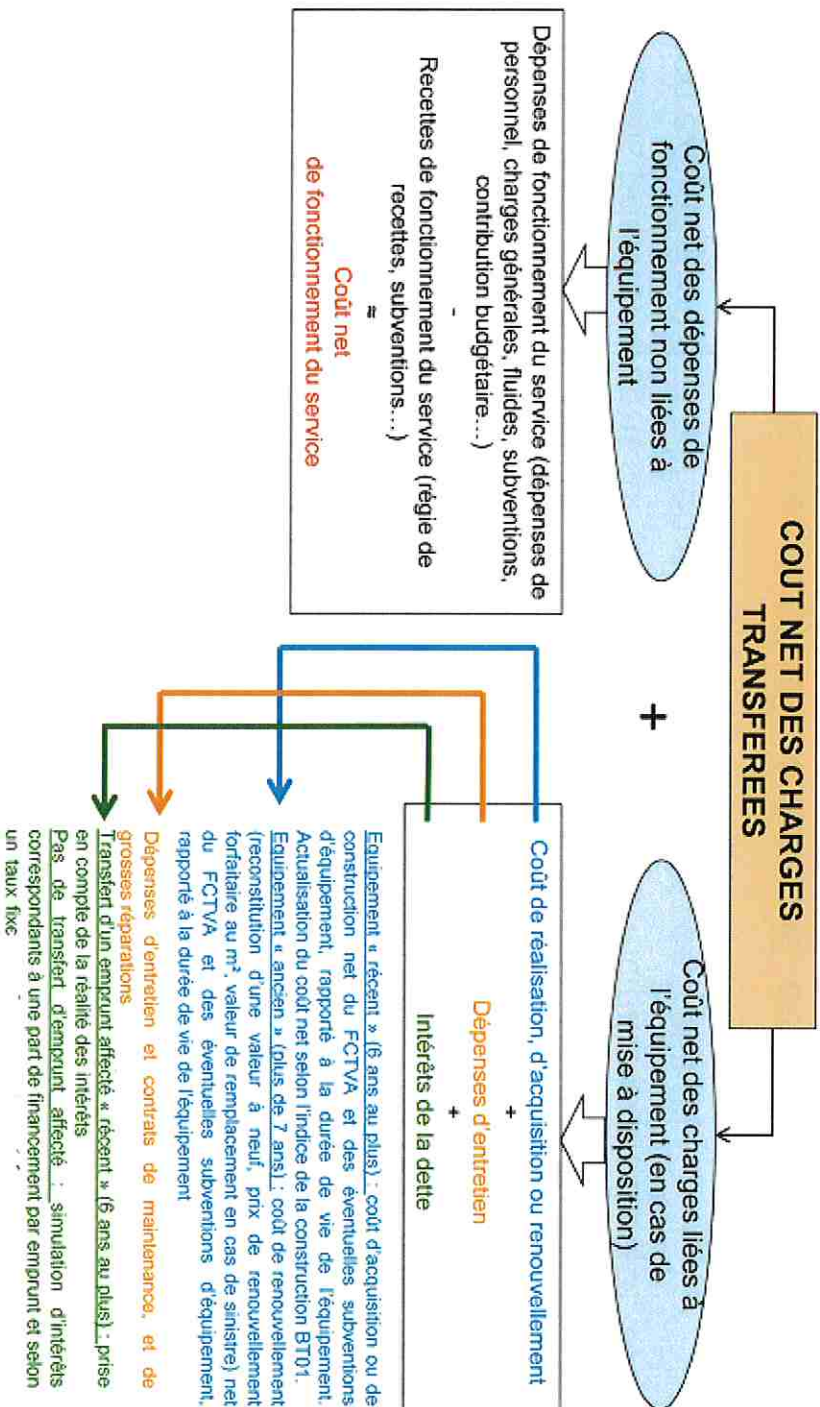 COUT NET DES CHARGES
TRANSFEREES
Coût net des dépenses de
fonctionnement non liées à
l'équipement
+
Coût net des charges liées à
l'équipement (en cas de
mise à disposition)
Dépenses de fonctionnement du service (dépenses de
personnel, charges générales, fluides, subventions,
contribution budgétaire…)
-
Recettes de fonctionnement du service (régie de
recettes, subventions…)
≈
Coût net
de fonctionnement du service
Coût de réalisation, d'acquisition ou renouvellement
+
Dépenses d'entretien
+
Intérêts de la dette
Equipement « récent » (6 ans au plus) : coût d'acquisition ou de
construction net du FCTVA et des éventuelles subventions
d'équipement, rapporté à la durée de vie de l'équipement.
Actualisation du coût net selon l'indice de la construction BT01.
Equipement « ancien » (plus de 7 ans) : coût de renouvellement
(reconstitution d'une valeur à neuf, prix de renouvellement
forfaitaire au m², valeur de remplacement en cas de sinistre) net
du FCTVA et des éventuelles subventions d'équipement,
rapporté à la durée de vie de l'équipement
Dépenses d'entretien et contrats de maintenance, et de
grosses réparations
Transfert d'un emprunt affecté « récent » (6 ans au plus) : prise
en compte de la réalité des intérêts
Pas de transfert d'emprunt affecté : simulation d'intérêts
correspondants à une part de financement par emprunt et selon
un taux fixe